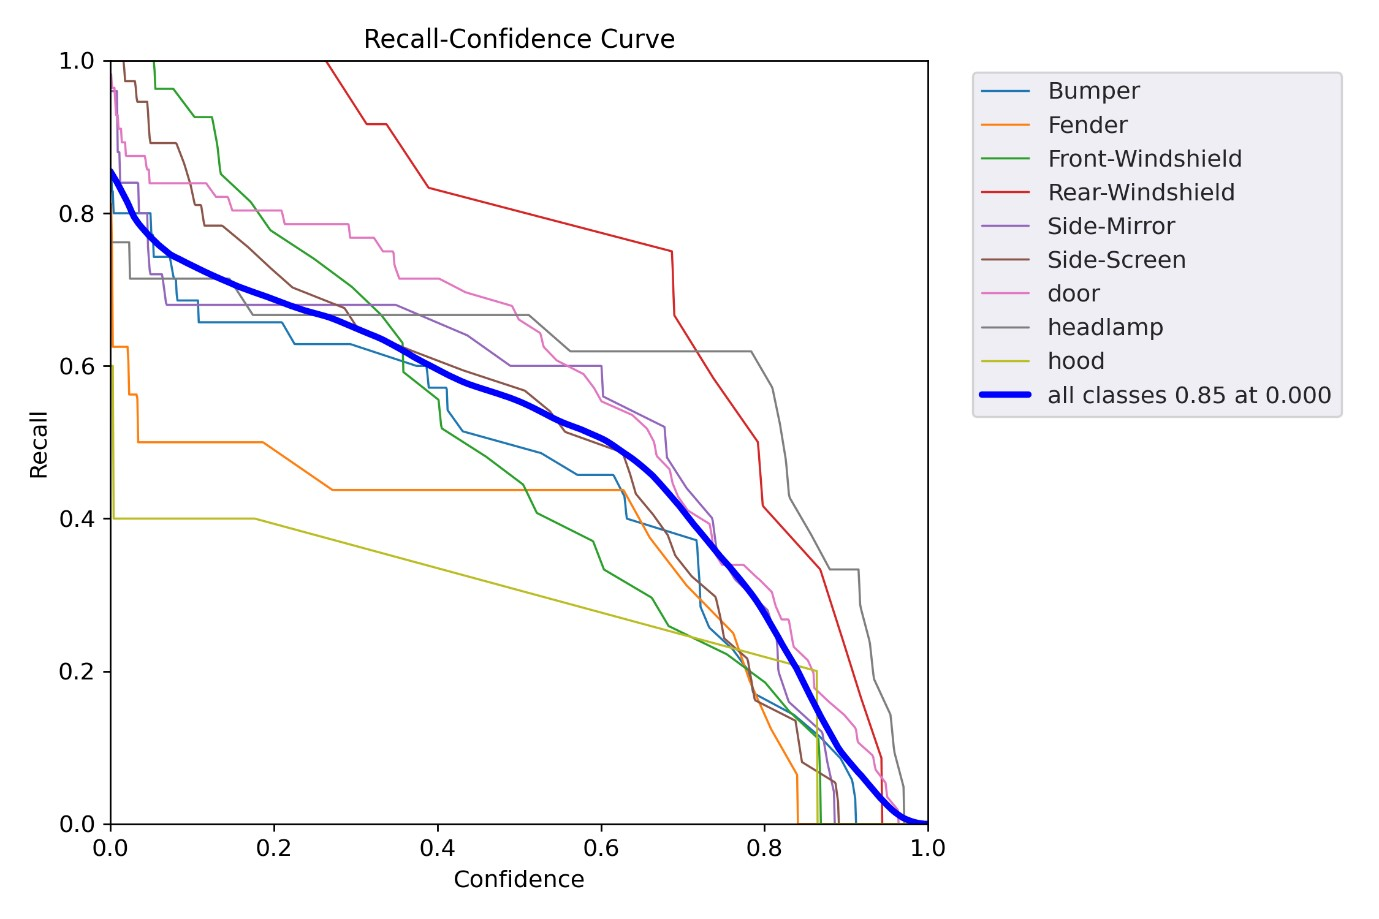 Recall-Confidence Curve
1.0
0.8
0.6
0.4
0.2
0.0
Recall
0.0 0.2 0.4 0.6 0.8 1.0
Confidence
Bumper
Fender
Front-Windshield
Rear-Windshield
Side-Mirror
Side-Screen
door
headlamp
hood
all classes 0.85 at 0.000